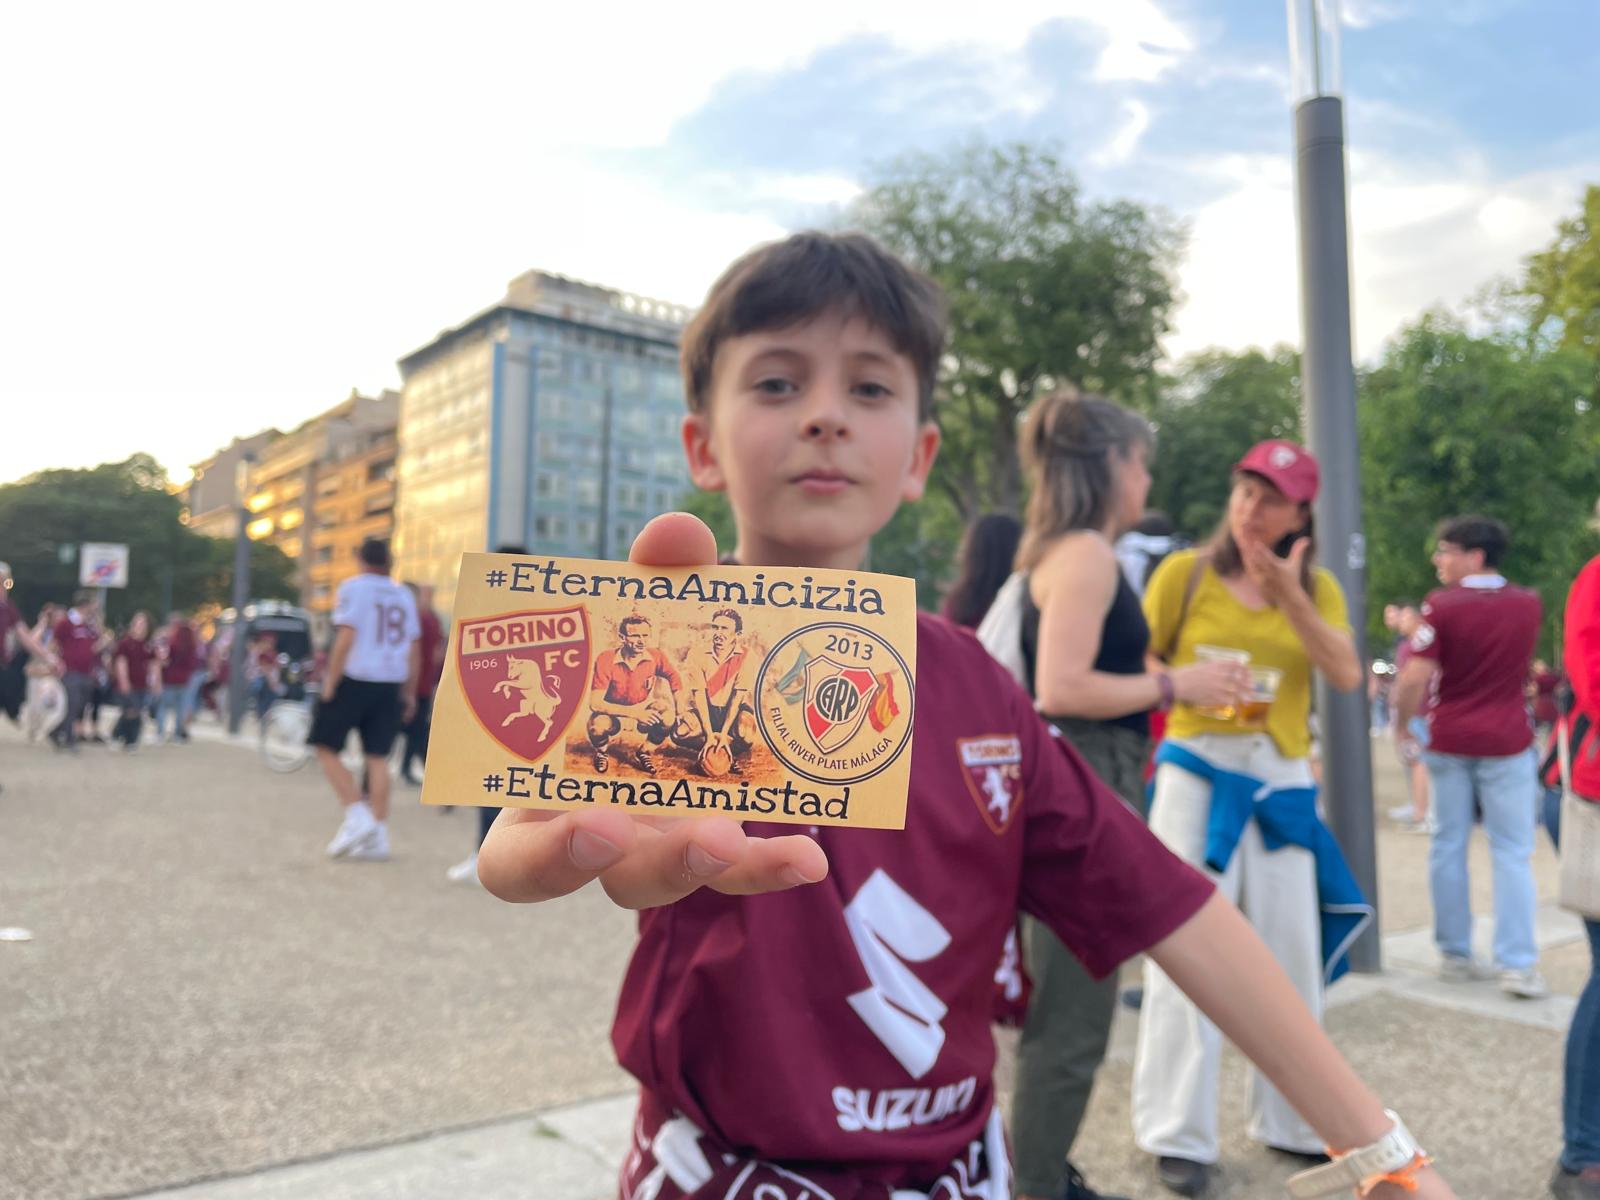 #EternaAmicizia
TORINO
1906
FC
2013
CARP
FILIAL RIVER PLATE MÁLAGA
#EternaAmistad
18
TORINO
FC
SUZUKI